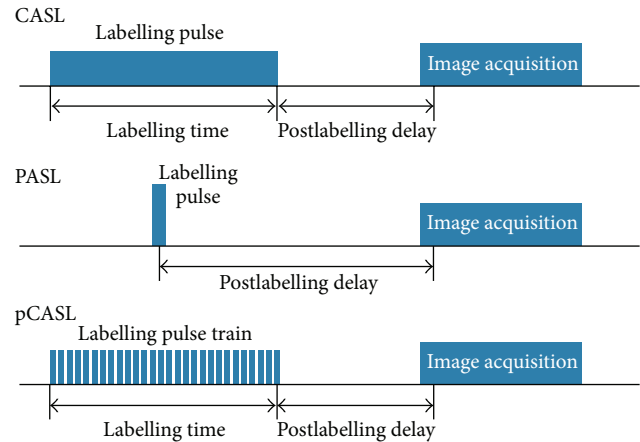 CASL
Labelling pulse
Image acquisition
Labelling time
Postlabelling delay
PASL
Labelling
pulse
Image acquisition
Postlabelling delay
pCASL
Labelling pulse train
Image acquisition
Labelling time
Postlabelling delay